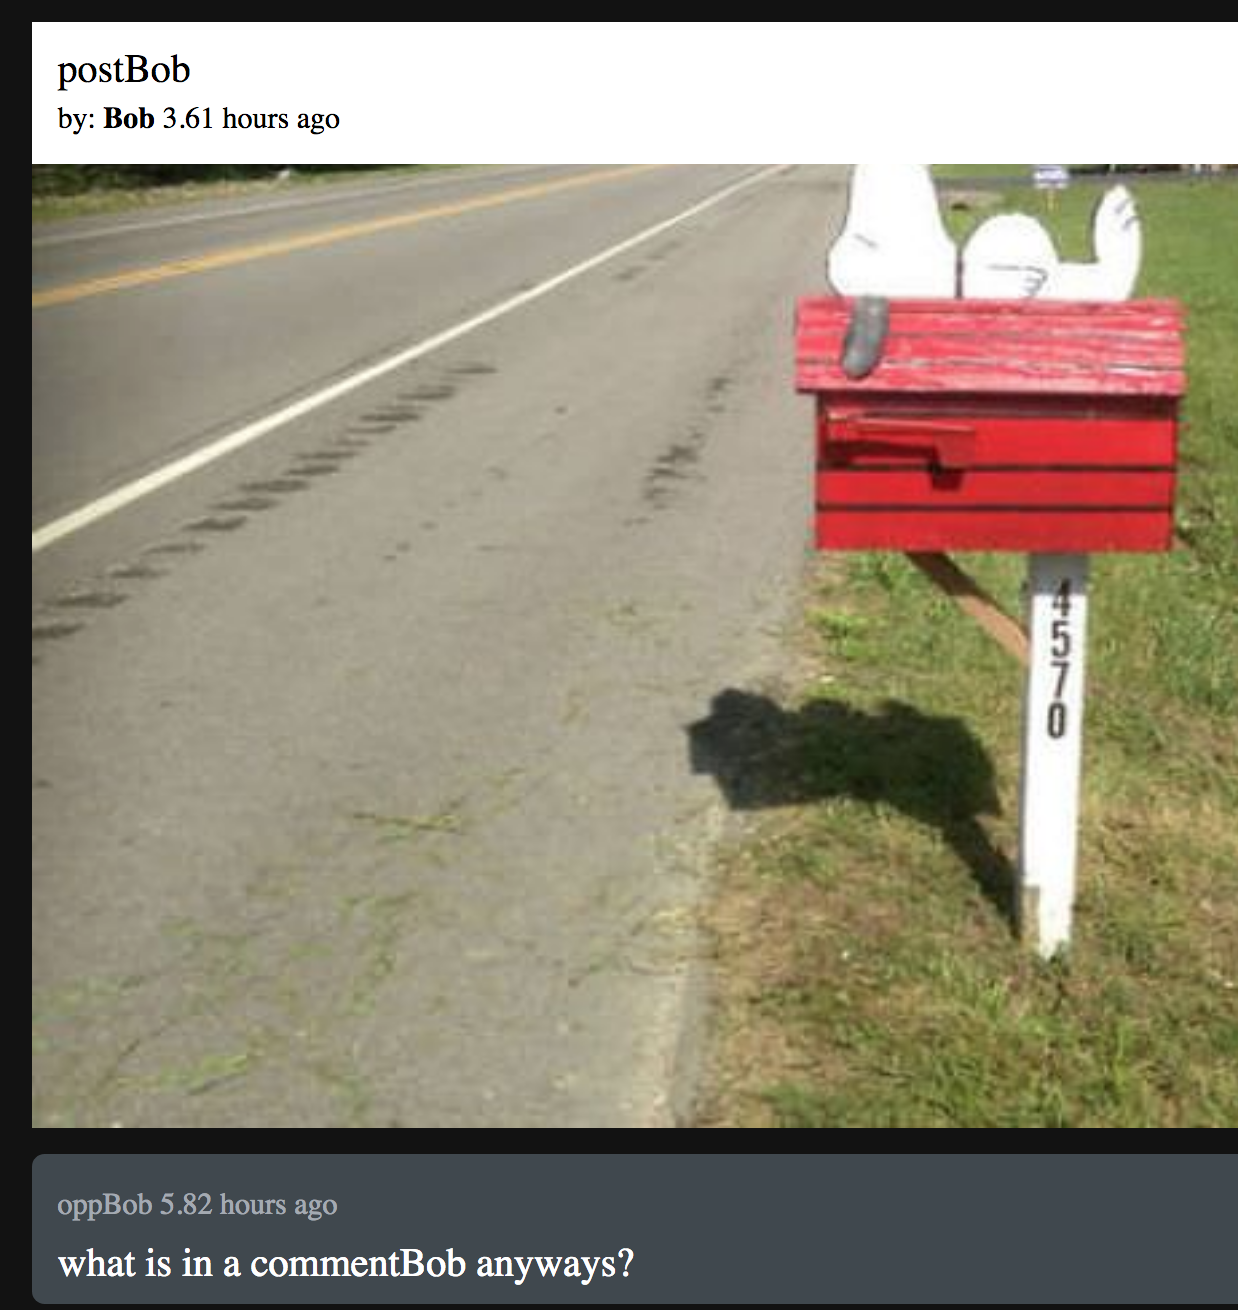 postBob
by: Bob 3.61 hours ago
4570
oppBob 5.82 hours ago
what is in a commentBob anyways?